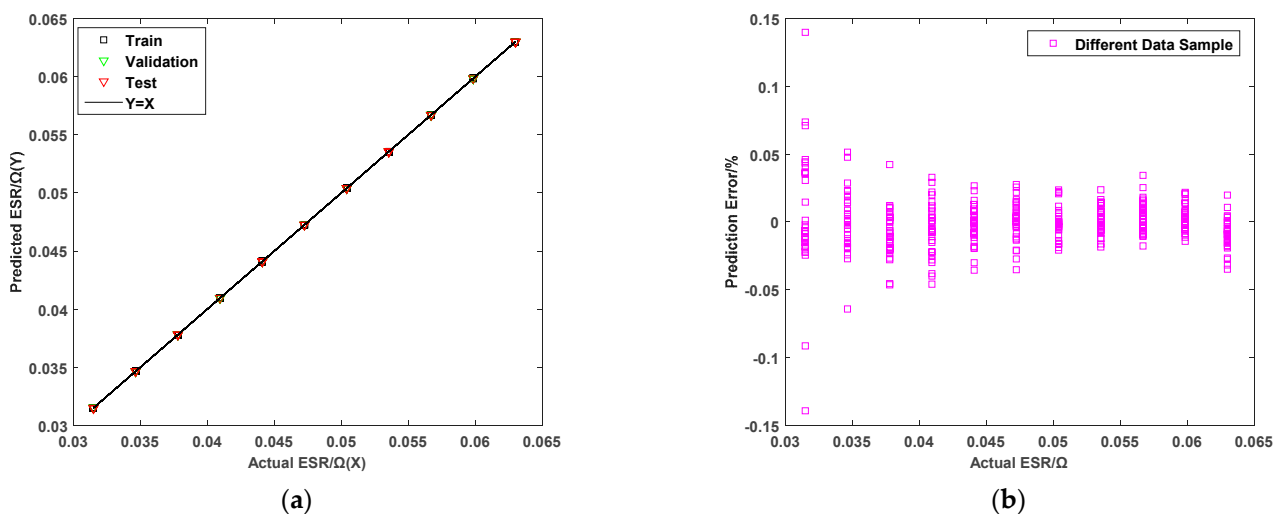 0.065
0.06
0.055
0.05
0.045
0.04
0.035
0.03
Predicted ESR/Ω(Y)
Train
Validation
Test
Y=X
0.03 0.035 0.04 0.045 0.05 0.055 0.06 0.065
Actual ESR/Ω(X)
(a)
0.15
0.1
0.05
0
-0.05
-0.1
-0.15
Prediction Error/%
Different Data Sample
0.03 0.035 0.04 0.045 0.05 0.055 0.06 0.065
Actual ESR/Ω
(b)